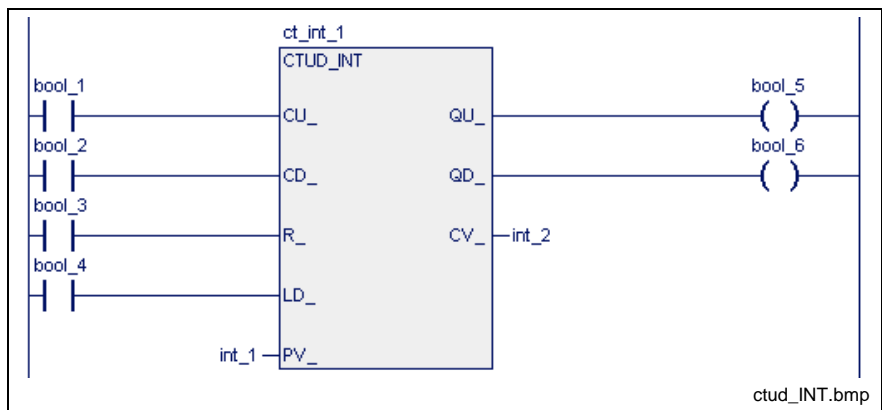 ct_int_1
CTUD_INT
bool_1
bool_5
CU_
QU_
bool_2
bool_6
CD_
QD_
bool_3
R_
CV_
int_2
bool_4
LD_
int_1
PV_
ctud_INT.bmp